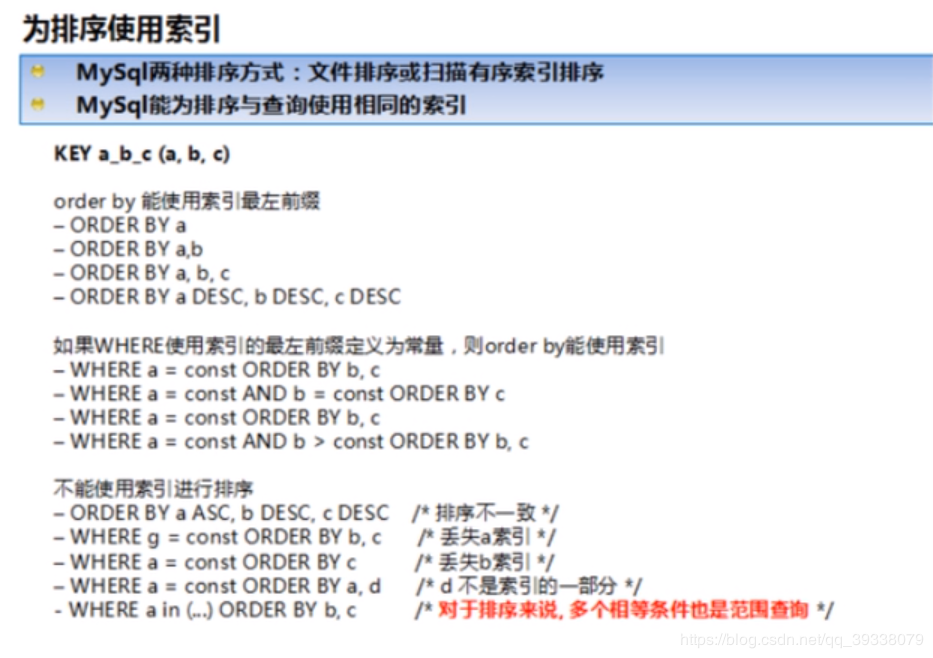 为排序使用索引
MySql两种排序方式：文件排序或扫描有序索引排序
MySql能为排序与查询使用相同的索引
KEY a_b_c (a, b, c)
order by 能使用索引最左前缀
– ORDER BY a
– ORDER BY a,b
– ORDER BY a, b, c
– ORDER BY a DESC, b DESC, c DESC
如果WHERE使用索引的最左前缀定义为常量，则order by能使用索引
– WHERE a = const ORDER BY b, c
– WHERE a = const AND b = const ORDER BY c
– WHERE a = const ORDER BY b, c
– WHERE a = const AND b > const ORDER BY b, c
不能使用索引进行排序
– ORDER BY a ASC, b DESC, c DESC /* 排序不一致 */
– WHERE g = const ORDER BY b, c /* 丢失a索引 */
– WHERE a = const ORDER BY c /* 丢失b索引 */
– WHERE a = const ORDER BY a, d /* d 不是索引的一部分 */
- WHERE a in (...) ORDER BY b, c /* 对于排序来说, 多个相等条件也是范围查询 */
https://blog.csdn.net/qq_39338079